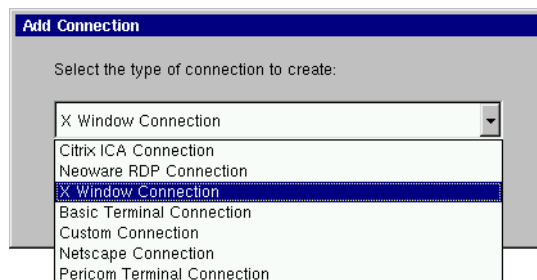 Add Connection
Select the type of connection to create:
X Window Connection
Citrix ICA Connection
Neoware RDP Connection
X Window Connection
Basic Terminal Connection
Custom Connection
Netscape Connection
Pericom Terminal Connection